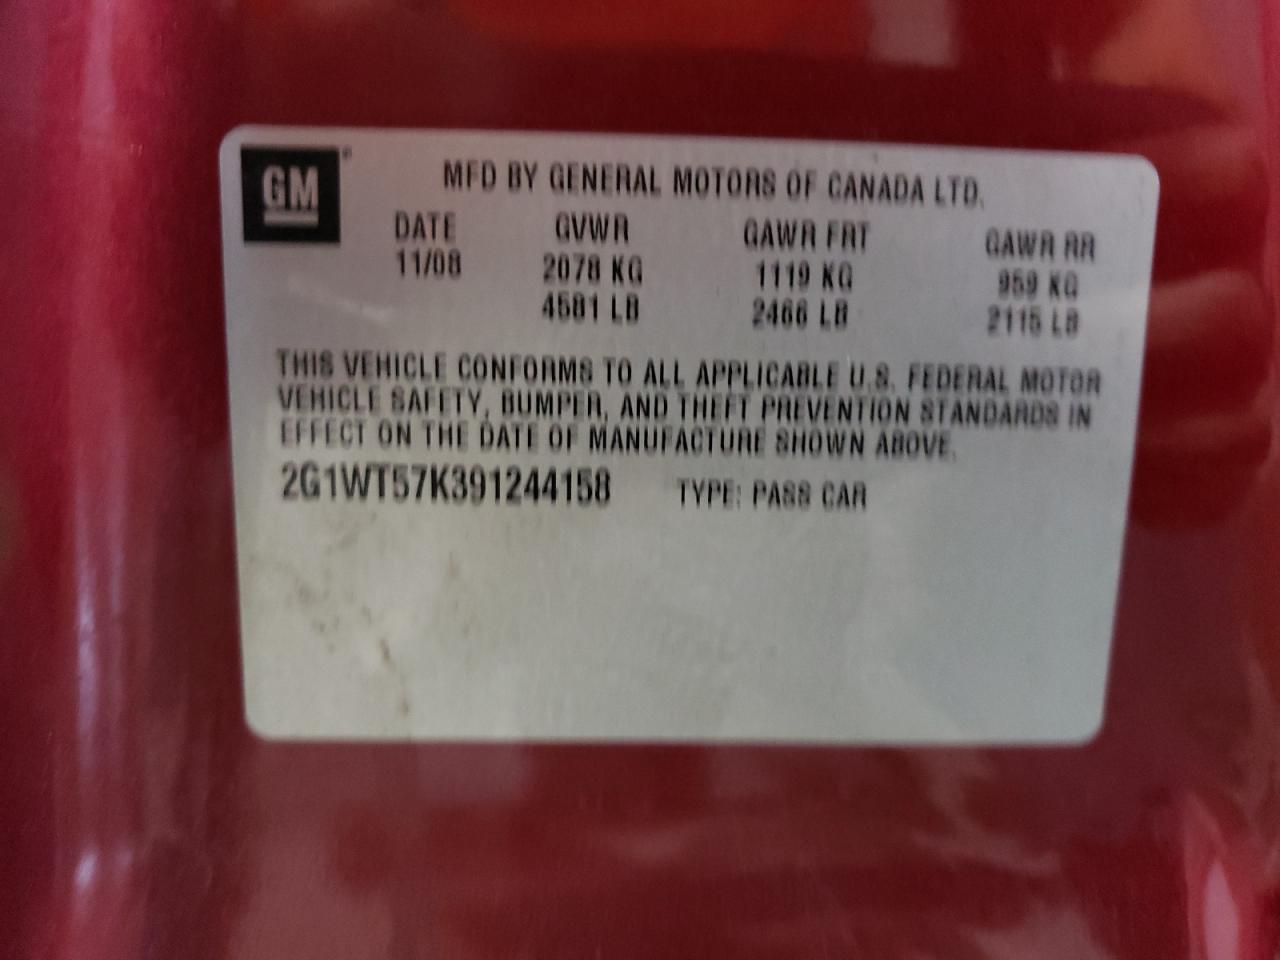 GM
MFD BY GENERAL MOTORS OF CANADA LTD.
DATE GVWR GAWR FRT GAWR RR
11/08 2078 KG 1119 KG 959 KG
4581 LB 2466 LB 2115 LB
THIS VEHICLE CONFORMS TO ALL APPLICABLE U.S. FEDERAL MOTOR
VEHICLE SAFETY, BUMPER, AND THEFT PREVENTION STANDARDS IN
EFFECT ON THE DATE OF MANUFACTURE SHOWN ABOVE.
2G1WT57K391244158 TYPE: PASS CAR